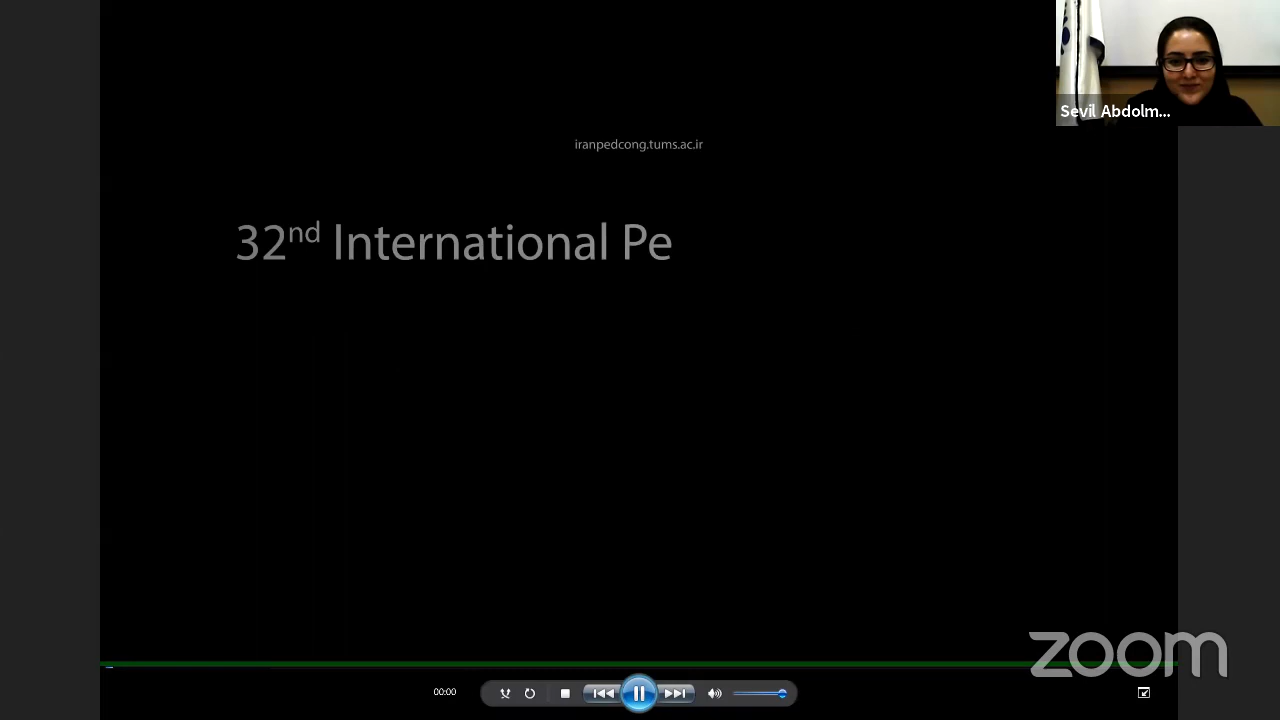 Sevil Abdolm...
iranpedcong.tums.ac.ir
32nd International Pe
zoom
00:00